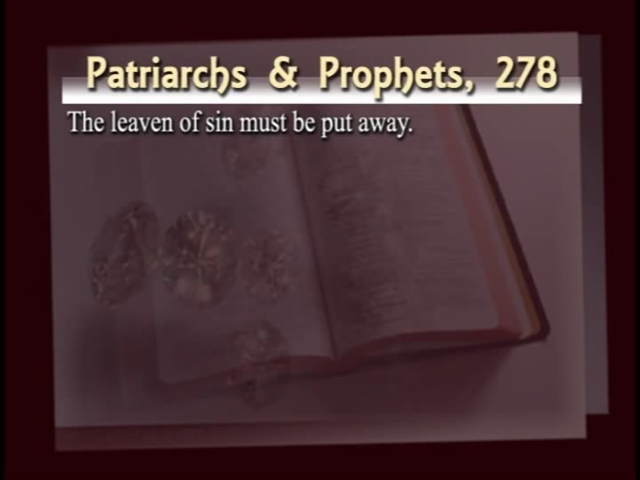 Patriarchs & Prophets, 278
The leaven of sin must be put away.